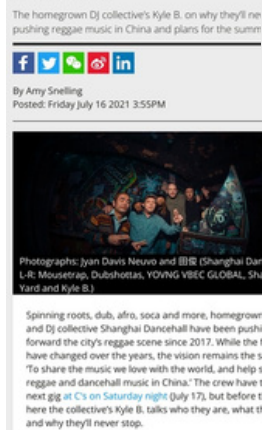 The homegrown DJ collective's Kyle B. on why they'll ne
pushing reggae music in China and plans for the summ
f
in
By Amy Snelling
Posted: Friday July 16 2021 3:55PM
Photographs: Jyan Davis Neuvo and 田俊 (Shanghai Dan
L-R: Mousetrap, Dubshottas, YOVNG VBEC GLOBAL, Sha
Yard and Kyle B.)
Spinning roots, dub, afro, soca and more, homegrown
and DJ collective Shanghai Dancehall have been pushi
forward the city's reggae scene since 2017. While the f
have changed over the years, the vision remains the s
'To share the music we love with the world, and help s
reggae and dancehall music in China.' The crew have t
next gig at C's on Saturday night (July 17), but before t
here the collective's Kyle B. talks who they are, what th
and why they'll never stop.